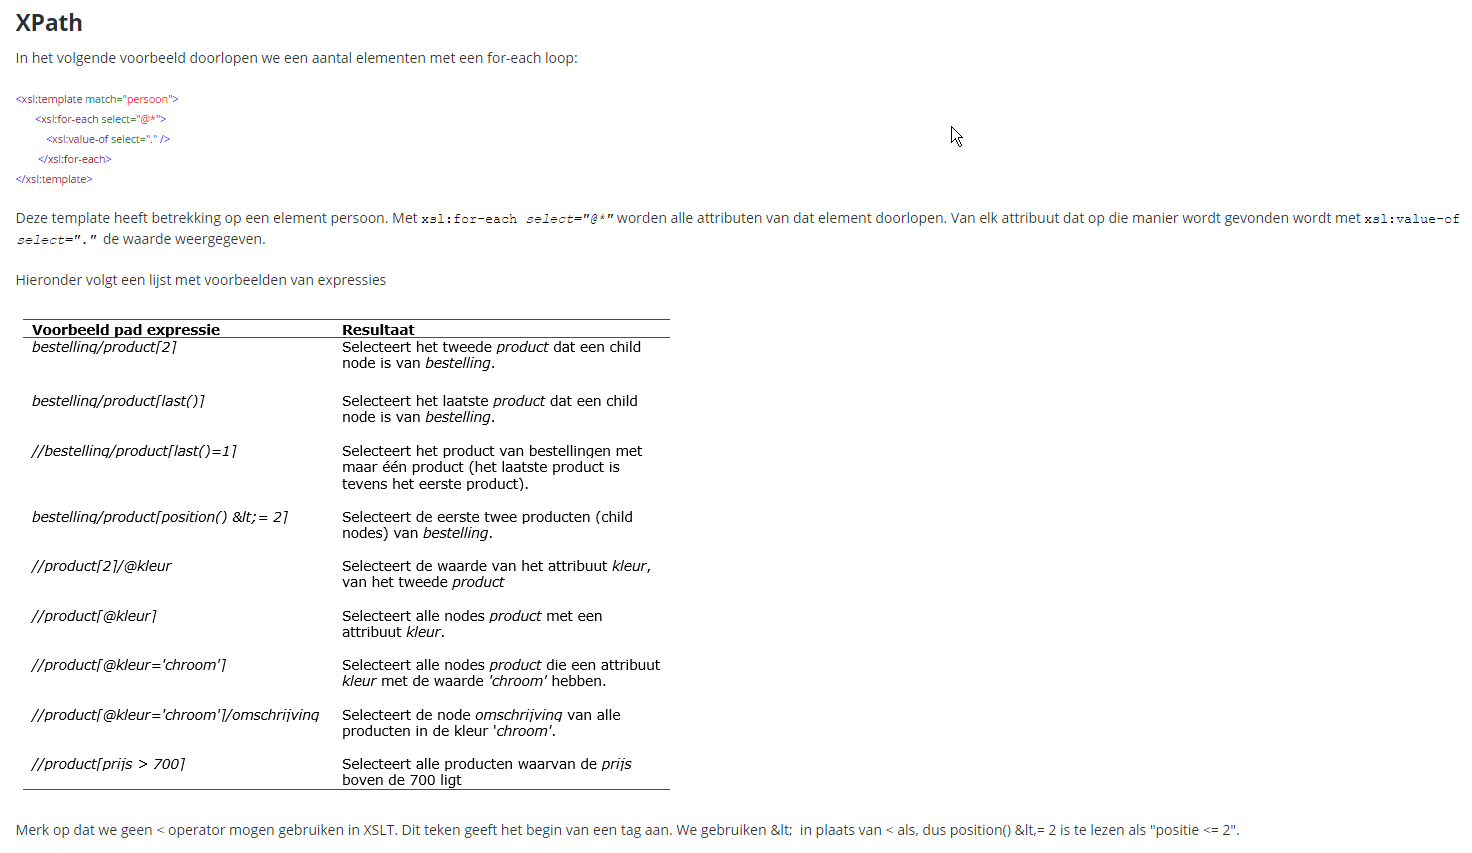 XPath
In het volgende voorbeeld doorlopen we een aantal elementen met een for-each loop:
<xsl:template match="persoon">
<xsl:for-each select="@*">
<xsl:value-of select="." />
</xsl:for-each>
</xsl:template>
Deze template heeft betrekking op een element persoon. Met xsl:for-each select="@*" worden alle attributen van dat element doorlopen. Van elk attribuut dat op die manier wordt gevonden wordt met xsl:value-of
select="." de waarde weergegeven.
Hieronder volgt een lijst met voorbeelden van expressies
Voorbeeld pad expressie Resultaat
bestelling/product[2] Selecteert het tweede product dat een child
node is van bestelling.
bestelling/product[last()] Selecteert het laatste product dat een child
node is van bestelling.
//bestelling/product[last()=1] Selecteert het product van bestellingen met
maar één product (het laatste product is
tevens het eerste product).
bestelling/product[position() &lt;= 2] Selecteert de eerste twee producten (child
nodes) van bestelling.
//product[2]/@kleur Selecteert de waarde van het attribuut kleur,
van het tweede product
//product[@kleur] Selecteert alle nodes product met een
attribuut kleur.
//product[@kleur='chroom'] Selecteert alle nodes product die een attribuut
kleur met de waarde 'chroom' hebben.
//product[@kleur='chroom']/omschrijving Selecteert de node omschrijving van alle
producten in de kleur 'chroom'.
//product[prijs > 700] Selecteert alle producten waarvan de prijs
boven de 700 ligt
Merk op dat we geen < operator mogen gebruiken in XSLT. Dit teken geeft het begin van een tag aan. We gebruiken &lt; in plaats van < als, dus position() &lt,= 2 is te lezen als "positie <= 2".